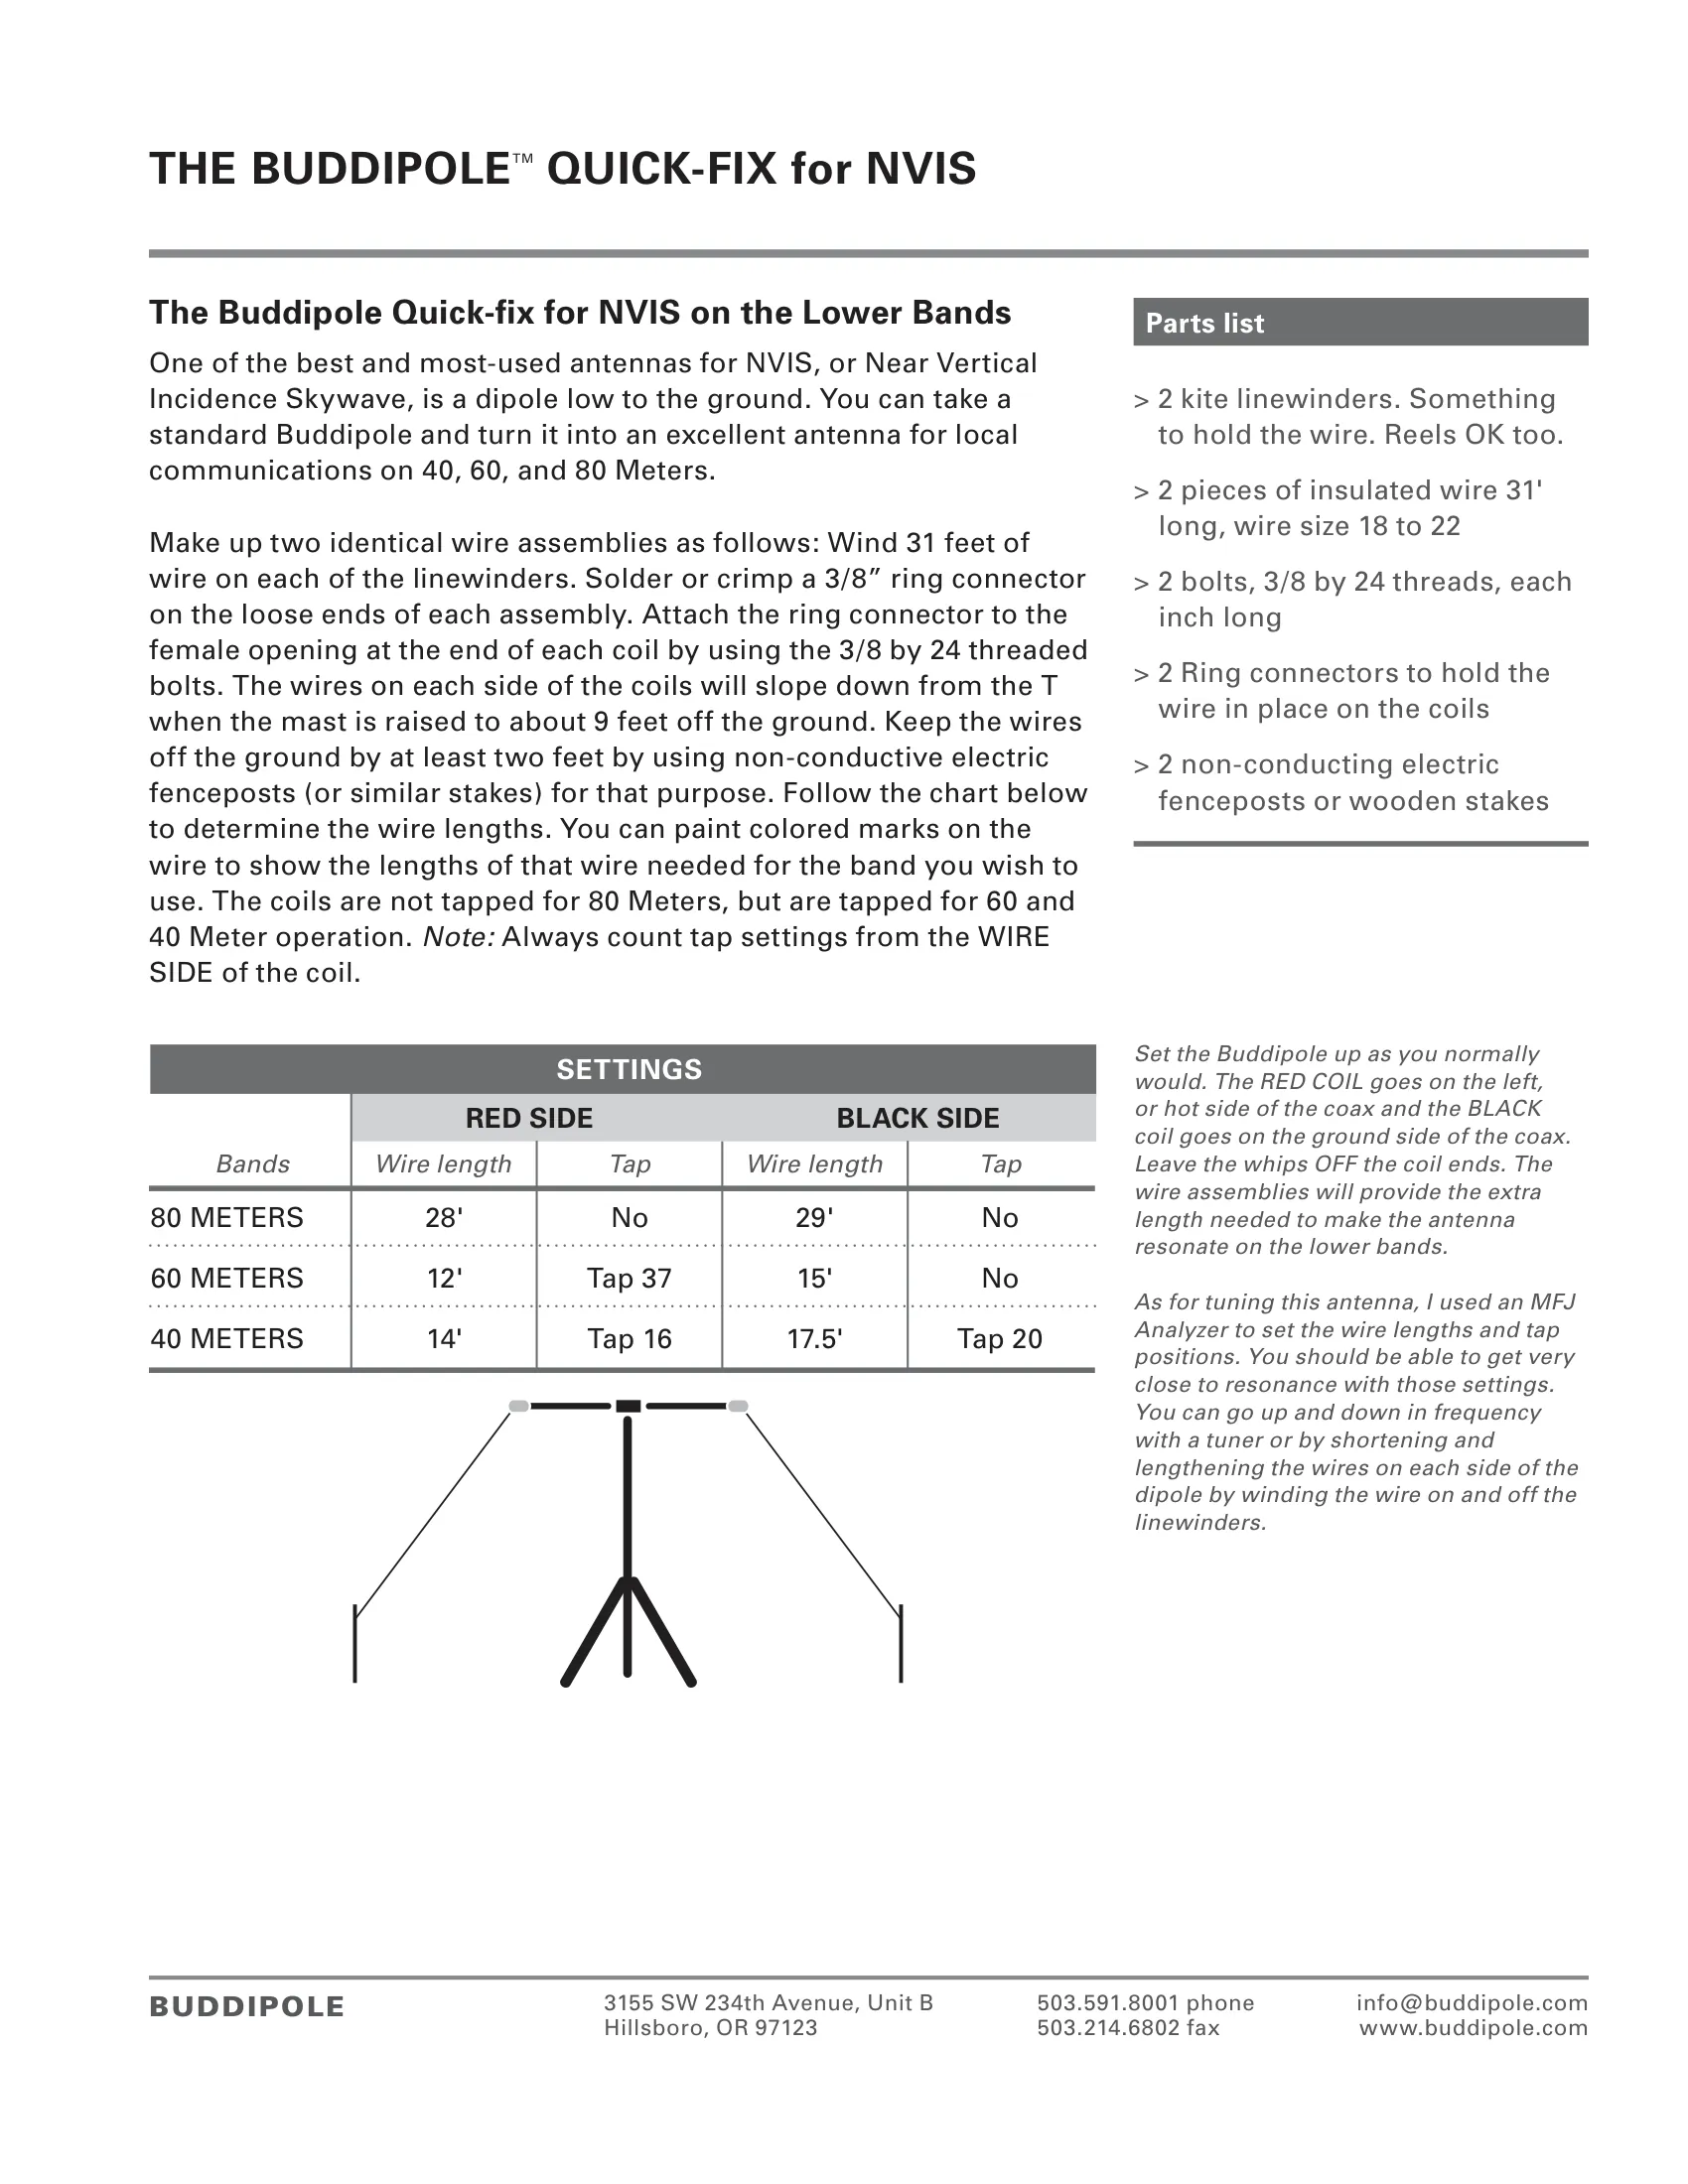 THE BUDDIPOLE™ QUICK-FIX for NVIS
The Buddipole Quick-fix for NVIS on the Lower Bands
One of the best and most-used antennas for NVIS, or Near Vertical
Incidence Skywave, is a dipole low to the ground. You can take a
standard Buddipole and turn it into an excellent antenna for local
communications on 40, 60, and 80 Meters.
Make up two identical wire assemblies as follows: Wind 31 feet of
wire on each of the linewinders. Solder or crimp a 3/8” ring connector
on the loose ends of each assembly. Attach the ring connector to the
female opening at the end of each coil by using the 3/8 by 24 threaded
bolts. The wires on each side of the coils will slope down from the T
when the mast is raised to about 9 feet off the ground. Keep the wires
off the ground by at least two feet by using non-conductive electric
fenceposts (or similar stakes) for that purpose. Follow the chart below
to determine the wire lengths. You can paint colored marks on the
wire to show the lengths of that wire needed for the band you wish to
use. The coils are not tapped for 80 Meters, but are tapped for 60 and
40 Meter operation. Note: Always count tap settings from the WIRE
SIDE of the coil.
Parts list
> 2 kite linewinders. Something
to hold the wire. Reels OK too.
> 2 pieces of insulated wire 31'
long, wire size 18 to 22
> 2 bolts, 3/8 by 24 threads, each
inch long
> 2 Ring connectors to hold the
wire in place on the coils
> 2 non-conducting electric
fenceposts or wooden stakes
SETTINGS
RED SIDE BLACK SIDE
Bands Wire length Tap Wire length Tap
80 METERS 28' No 29' No
60 METERS 12' Tap 37 15' No
40 METERS 14' Tap 16 17.5' Tap 20
Set the Buddipole up as you normally
would. The RED COIL goes on the left,
or hot side of the coax and the BLACK
coil goes on the ground side of the coax.
Leave the whips OFF the coil ends. The
wire assemblies will provide the extra
length needed to make the antenna
resonate on the lower bands.
As for tuning this antenna, I used an MFJ
Analyzer to set the wire lengths and tap
positions. You should be able to get very
close to resonance with those settings.
You can go up and down in frequency
with a tuner or by shortening and
lengthening the wires on each side of the
dipole by winding the wire on and off the
linewinders.
BUDDIPOLE
3155 SW 234th Avenue, Unit B
Hillsboro, OR 97123
503.591.8001 phone
503.214.6802 fax
info@buddipole.com
www.buddipole.com